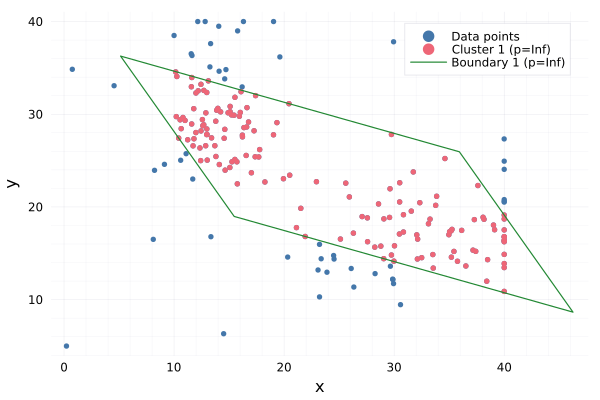 40
30
20
10
y
0 10 20 30 40
x
Data points
Cluster 1 (p=Inf)
Boundary 1 (p=Inf)